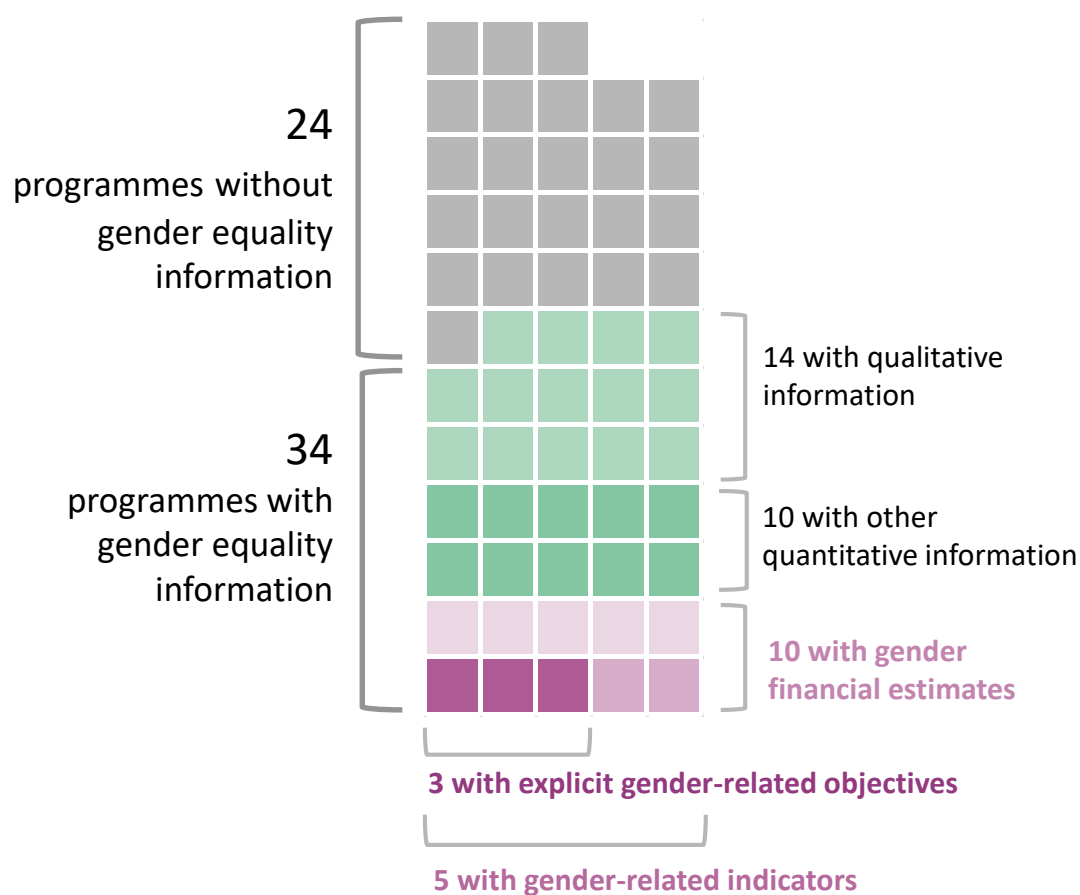 24
programmes without
gender equality
information
14 with qualitative
information
34
programmes with
gender equality
information
10 with other
quantitative information
10 with gender
financial estimates
3 with explicit gender-related objectives
5 with gender-related indicators